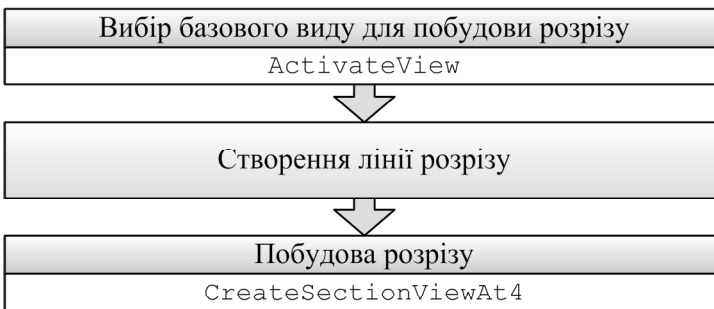 Вибір базового виду для побудови розрізу
ActivateView
Створення лінії розрізу
Побудова розрізу
CreateSectionViewAt4